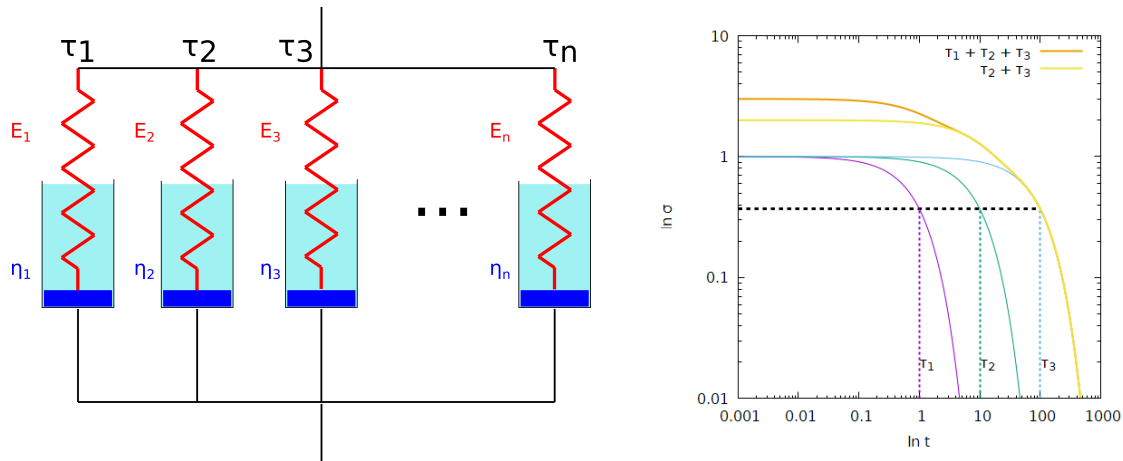 τ1 τ2 τ3 τn
E1 E2 E3 En
...
η1 η2 η3 ηn
τ1 + τ2 + τ3
τ2 + τ3
10
1
0.1
0.01
ln σ
τ1 τ2 τ3
0.001 0.01 0.1 1 10 100 1000
ln t